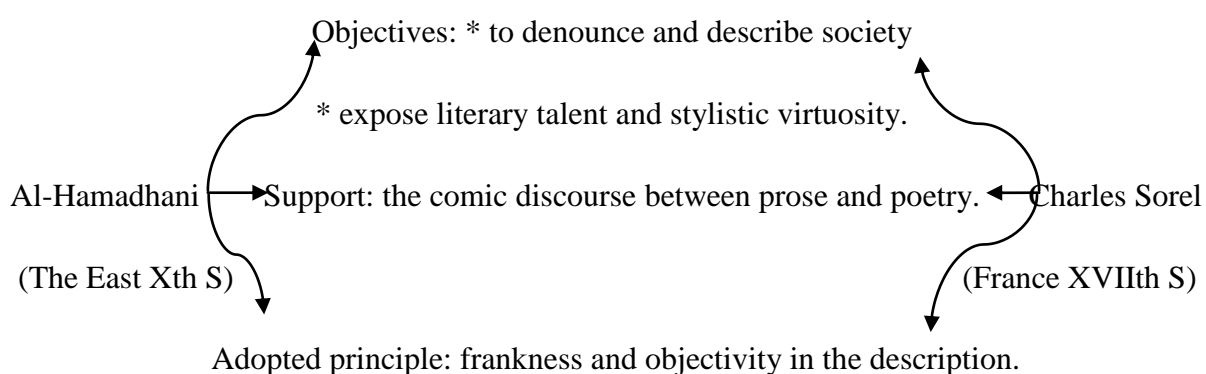 Objectives: * to denounce and describe society
* expose literary talent and stylistic virtuosity.
Al-Hamadhani Support: the comic discourse between prose and poetry. Charles Sorel
(The East Xth S) (France XVIIth S)
Adopted principle: frankness and objectivity in the description.